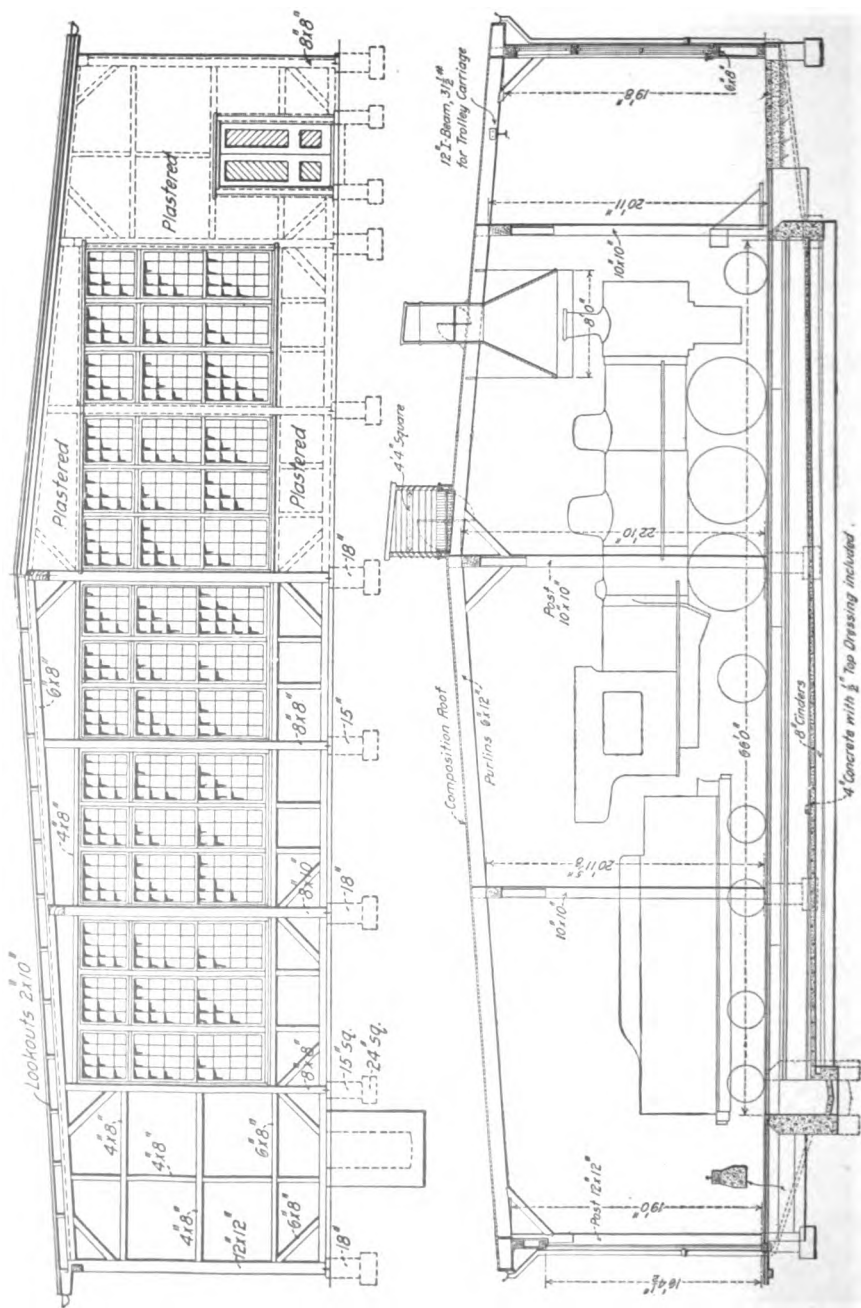 Lookouts 2"x10"
4"x8"
6"x8"
Plastered
Plastered
Plastered
8"x8"
4"x8"
4"x8"
4"x8"
12"x12"
6"x8"
6"x8"
8"x8"
8"x10"
8"x8"
18"
15" Sq.
24" Sq.
18"
15"
18"
12" I-Beam, 31½#
for Trolley Carriage
4'4" Square
Composition Roof
Purlins 6"x12"
Post 12"x12"
10"x10"
Post
10"x10"
10"x10"
6"x8"
16'4½"
19'0"
20'11⅝"
22'10"
8'0"
20'11"
19'8"
66'0"
8" Cinders
4" Concrete with ½" Top Dressing included.